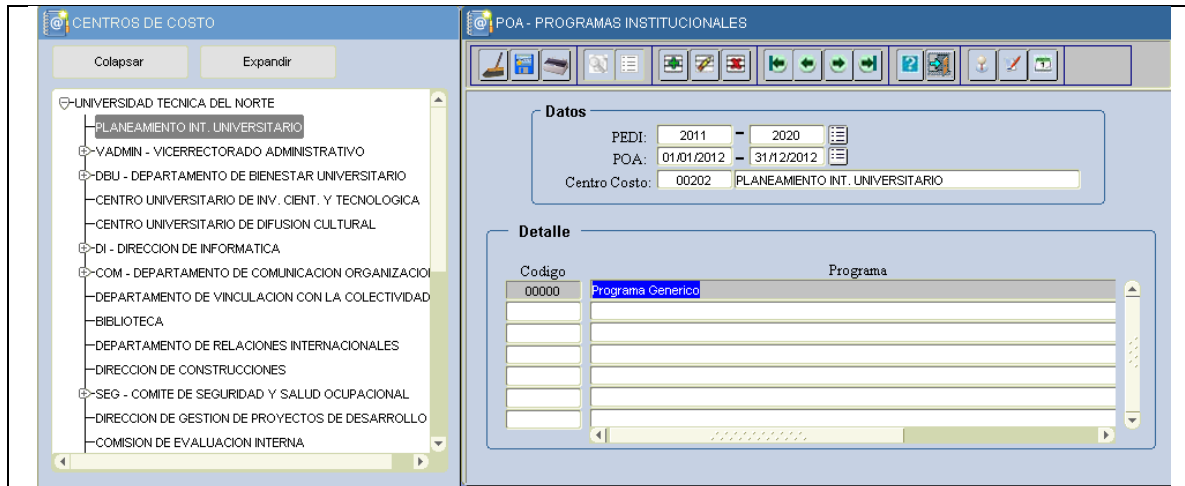 CENTROS DE COSTO
Colapsar Expandir
UNIVERSIDAD TECNICA DEL NORTE
PLANEAMIENTO INT. UNIVERSITARIO
VADMIN - VICERRECTORADO ADMINISTRATIVO
DBU - DEPARTAMENTO DE BIENESTAR UNIVERSITARIO
CENTRO UNIVERSITARIO DE INV. CIENT. Y TECNOLOGICA
CENTRO UNIVERSITARIO DE DIFUSION CULTURAL
DI - DIRECCION DE INFORMATICA
COM - DEPARTAMENTO DE COMUNICACION ORGANIZACIO
DEPARTAMENTO DE VINCULACION CON LA COLECTIVIDAD
BIBLIOTECA
DEPARTAMENTO DE RELACIONES INTERNACIONALES
DIRECCION DE CONSTRUCCIONES
SEG - COMITE DE SEGURIDAD Y SALUD OCUPACIONAL
DIRECCION DE GESTION DE PROYECTOS DE DESARROLLO
COMISION DE EVALUACION INTERNA
POA - PROGRAMAS INSTITUCIONALES
Datos
PEDI: 2011 - 2020
POA: 01/01/2012 - 31/12/2012
Centro Costo: 00202 PLANEAMIENTO INT. UNIVERSITARIO
Detalle
Codigo Programa
00000 Programa Generico